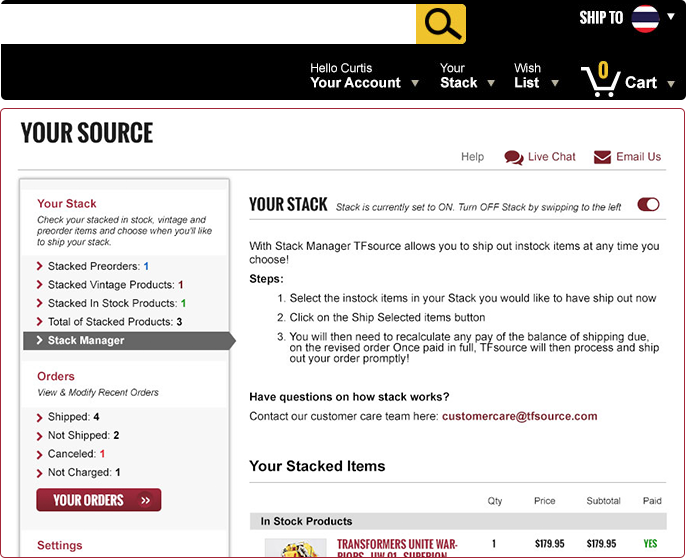 SHIP TO
Hello Curtis
Your Account
Your
Stack
Wish
List
0
Cart
YOUR SOURCE
Help
Live Chat
Email Us
Your Stack
Check your stacked in stock, vintage and
preorder items and choose when you'll like
to ship your stack.
Stacked Preorders: 1
Stacked Vintage Products: 1
Stacked In Stock Products: 1
Total of Stacked Products: 3
Stack Manager
Orders
View & Modify Recent Orders
Shipped: 4
Not Shipped: 2
Canceled: 1
Not Charged: 1
YOUR ORDERS »
Settings
YOUR STACK Stack is currently set to ON. Turn OFF Stack by swipping to the left
With Stack Manager TFsource allows you to ship out instock items at any time you
choose!
Steps:
1. Select the instock items in your Stack you would like to have ship out now
2. Click on the Ship Selected items button
3. You will then need to recalculate any pay of the balance of shipping due,
on the revised order Once paid in full, TFsource will then process and ship
out your order promptly!
Have questions on how stack works?
Contact our customer care team here: customercare@tfsource.com
Your Stacked Items
Qty Price Subtotal Paid
In Stock Products
TRANSFORMERS UNITE WAR- 1 $179.95 $179.95 YES
RIORS - UW-01 - SUPERION